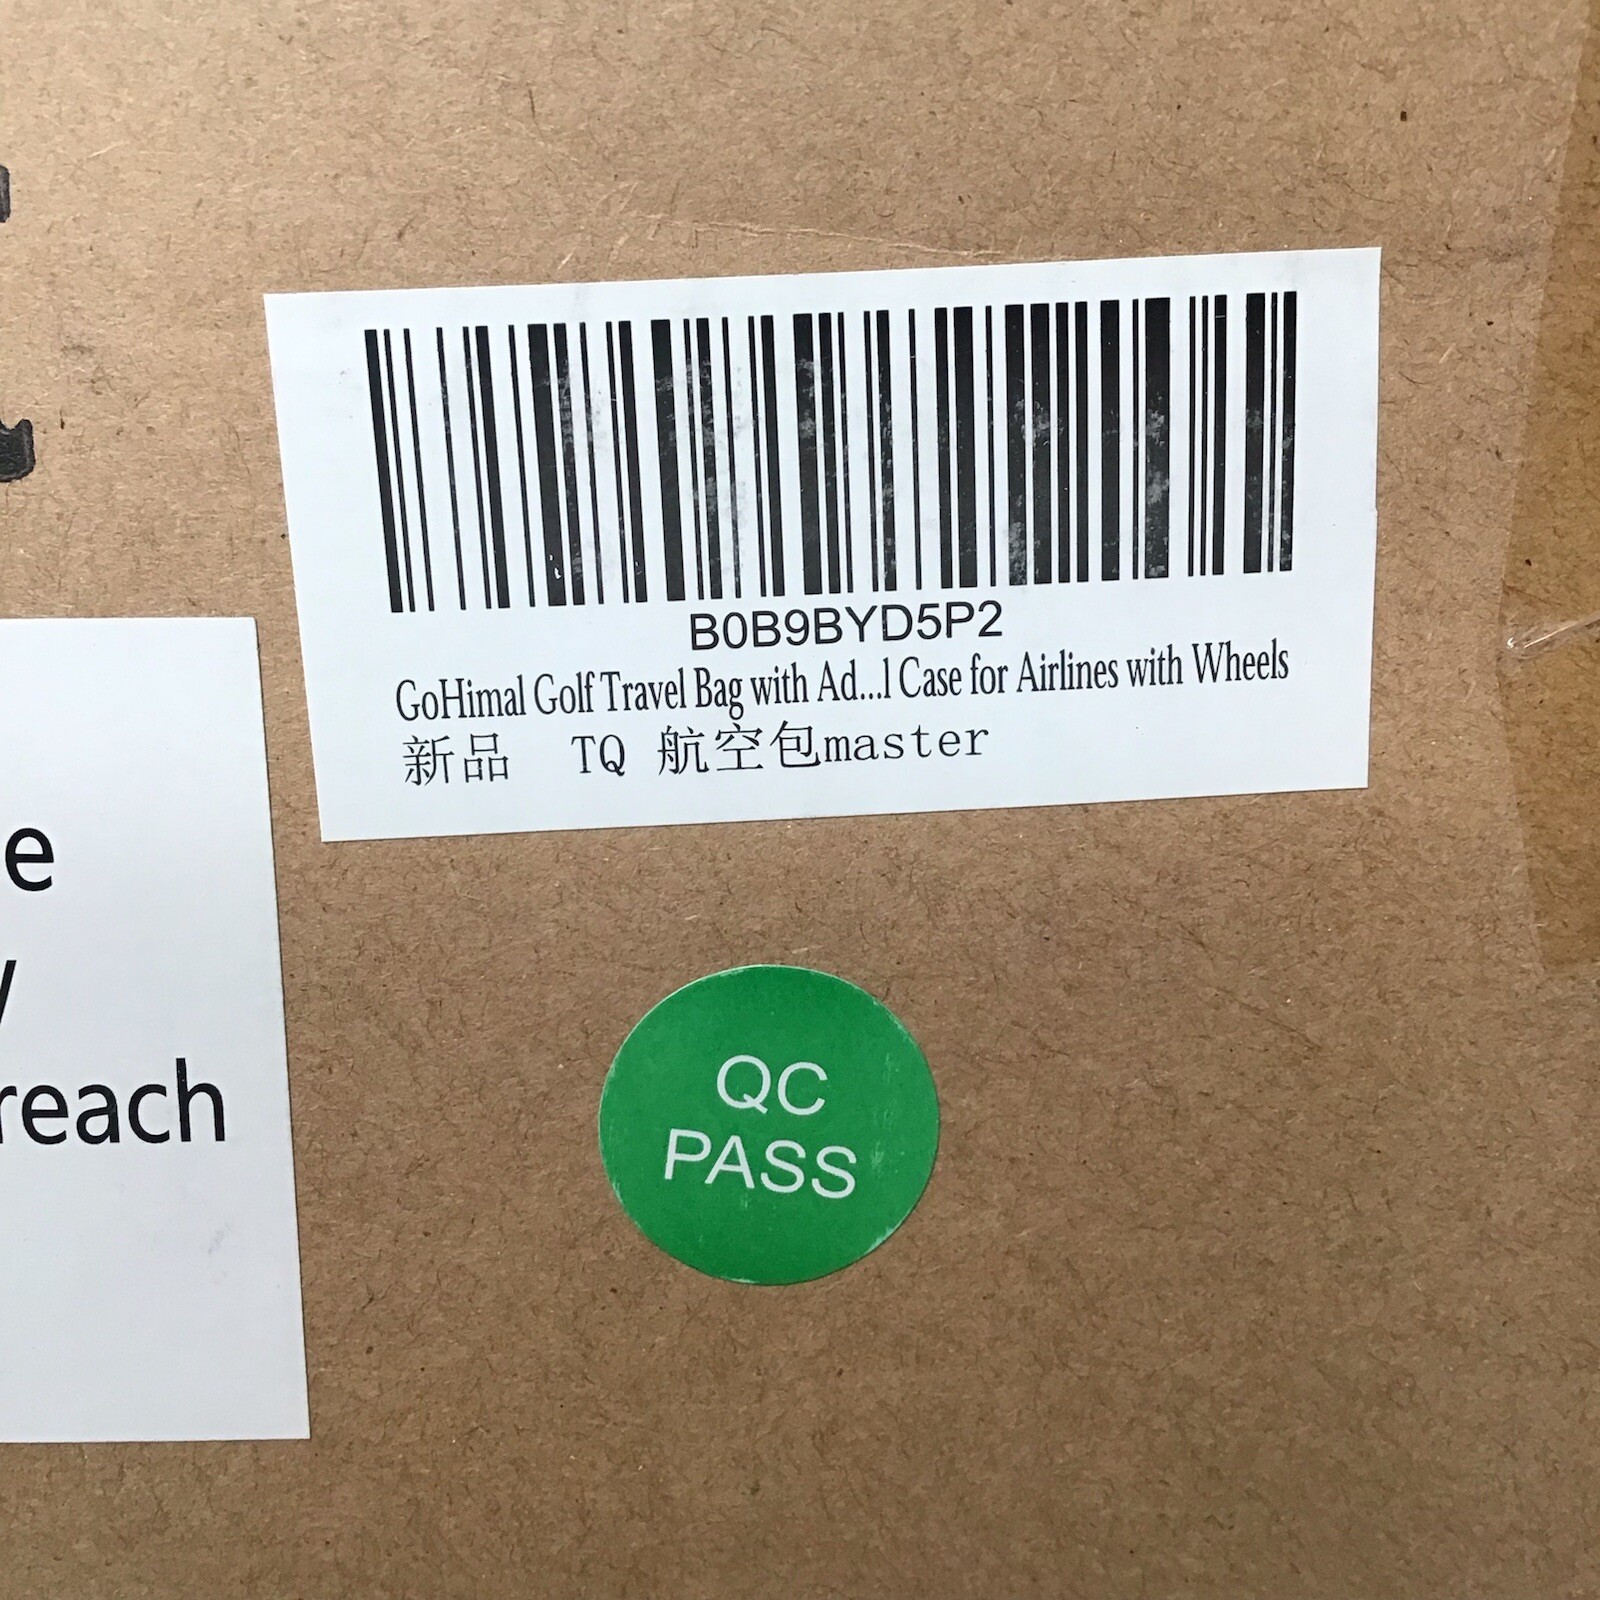 B0B9BYD5P2
GoHimal Golf Travel Bag with Ad...l Case for Airlines with Wheels
新品 TQ 航空包master
e
y
reach
QC
PASS